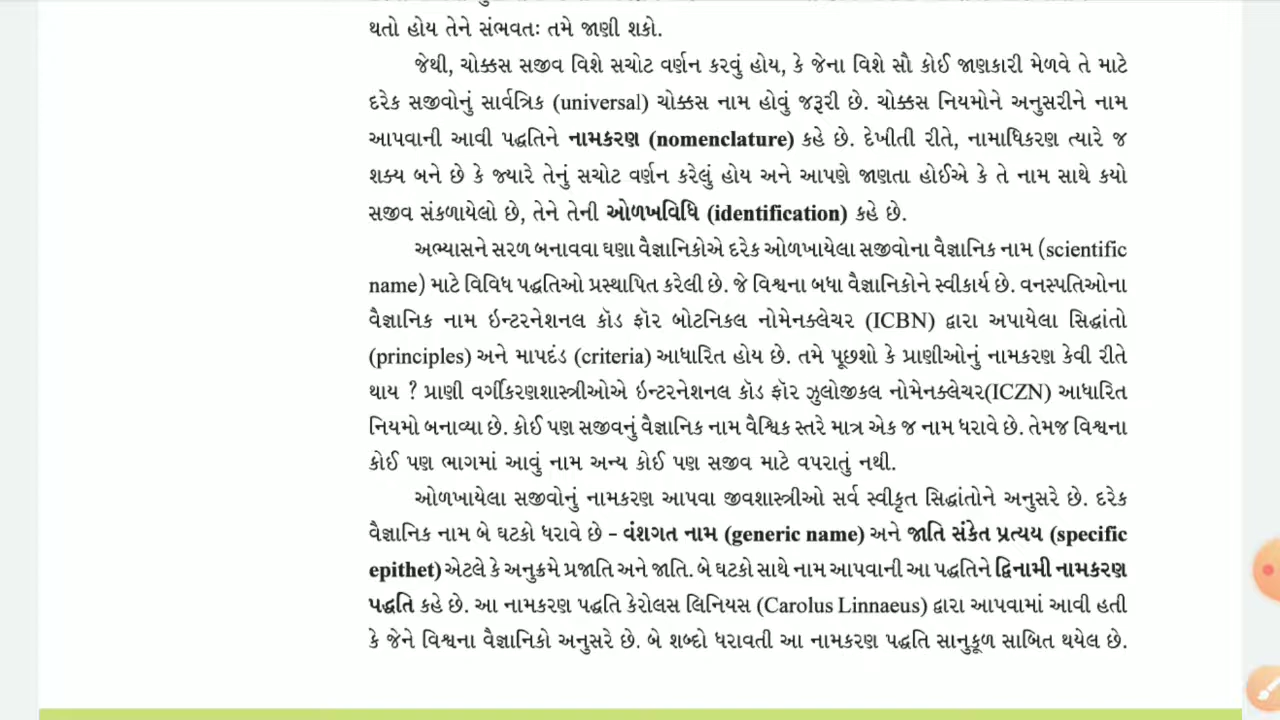 થતો હોય તેને સંભવતઃ તમે જાણી શકો.
જેથી, ચોક્કસ સજીવ વિશે સચોટ વર્ણન કરવું હોય, કે જેના વિશે સૌ કોઈ જાણકારી મેળવે તે માટે
દરેક સજીવોનું સાર્વત્રિક (universal) ચોક્કસ નામ હોવું જરૂરી છે. ચોક્કસ નિયમોને અનુસરીને નામ
આપવાની આવી પદ્ધતિને નામકરણ (nomenclature) કહે છે. દેખીતી રીતે, નામાધિકરણ ત્યારે જ
શક્ય બને છે કે જ્યારે તેનું સચોટ વર્ણન કરેલું હોય અને આપણે જાણતા હોઈએ કે તે નામ સાથે કયો
સજીવ સંકળાયેલો છે, તેને તેની ઓળખવિધિ (identification) કહે છે.
અભ્યાસને સરળ બનાવવા ઘણા વૈજ્ઞાનિકોએ દરેક ઓળખાયેલા સજીવોના વૈજ્ઞાનિક નામ (scientific
name) માટે વિવિધ પદ્ધતિઓ પ્રસ્થાપિત કરેલી છે. જે વિશ્વના બધા વૈજ્ઞાનિકોને સ્વીકાર્ય છે. વનસ્પતિઓના
વૈજ્ઞાનિક નામ ઇન્ટરનેશનલ કૉડ ફૉર બોટનિકલ નોમેનક્લેચર (ICBN) દ્વારા અપાયેલા સિદ્ધાંતો
(principles) અને માપદંડ (criteria) આધારિત હોય છે. તમે પૂછશો કે પ્રાણીઓનું નામકરણ કેવી રીતે
થાય ? પ્રાણી વર્ગીકરણશાસ્ત્રીઓએ ઇન્ટરનેશનલ કૉડ ફૉર ઝુલોજીકલ નોમેનક્લેચર(ICZN) આધારિત
નિયમો બનાવ્યા છે. કોઈ પણ સજીવનું વૈજ્ઞાનિક નામ વૈશ્વિક સ્તરે માત્ર એક જ નામ ધરાવે છે. તેમજ વિશ્વના
કોઈ પણ ભાગમાં આવું નામ અન્ય કોઈ પણ સજીવ માટે વપરાતું નથી.
ઓળખાયેલા સજીવોનું નામકરણ આપવા જીવશાસ્ત્રીઓ સર્વ સ્વીકૃત સિદ્ધાંતોને અનુસરે છે. દરેક
વૈજ્ઞાનિક નામ બે ઘટકો ધરાવે છે – વંશગત નામ (generic name) અને જાતિ સંકેત પ્રત્યય (specific
epithet) એટલે કે અનુક્રમે પ્રજાતિ અને જાતિ. બે ઘટકો સાથે નામ આપવાની આ પદ્ધતિને દ્વિનામી નામકરણ
પદ્ધતિ કહે છે. આ નામકરણ પદ્ધતિ કેરોલસ લિનિયસ (Carolus Linnaeus) દ્વારા આપવામાં આવી હતી
કે જેને વિશ્વના વૈજ્ઞાનિકો અનુસરે છે. બે શબ્દો ધરાવતી આ નામકરણ પદ્ધતિ સાનુકૂળ સાબિત થયેલ છે.